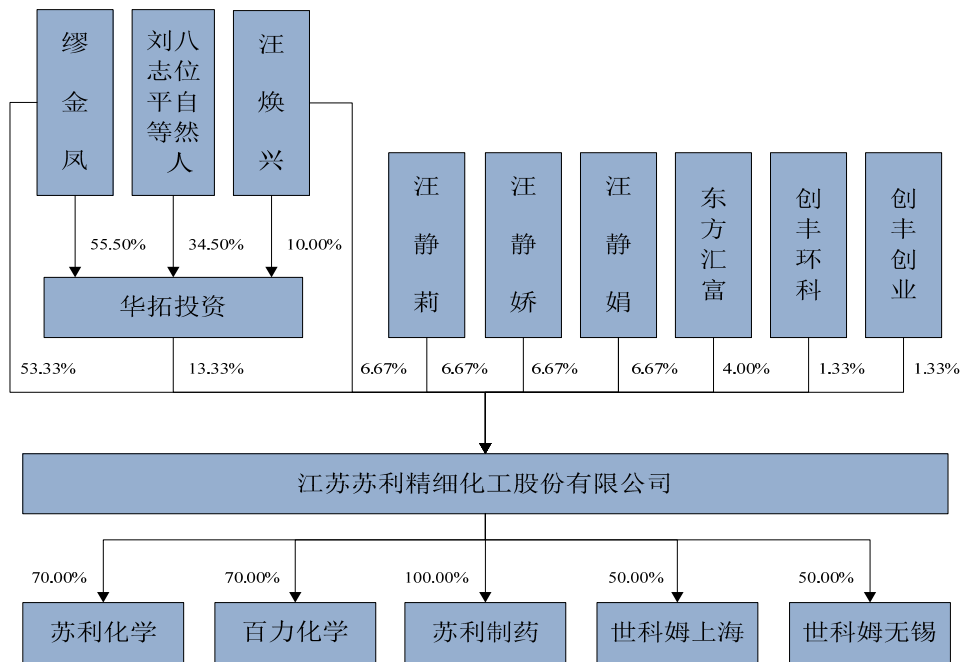 缪金凤
刘志平等
八位自然人
汪焕兴
55.50%
34.50%
10.00%
华拓投资
汪静莉
汪静娇
汪静娟
东方汇富
创丰环科
创丰创业
53.33%
13.33%
6.67%
6.67%
6.67%
6.67%
4.00%
1.33%
1.33%
江苏苏利精细化工股份有限公司
70.00%
70.00%
100.00%
50.00%
50.00%
苏利化学
百力化学
苏利制药
世科姆上海
世科姆无锡